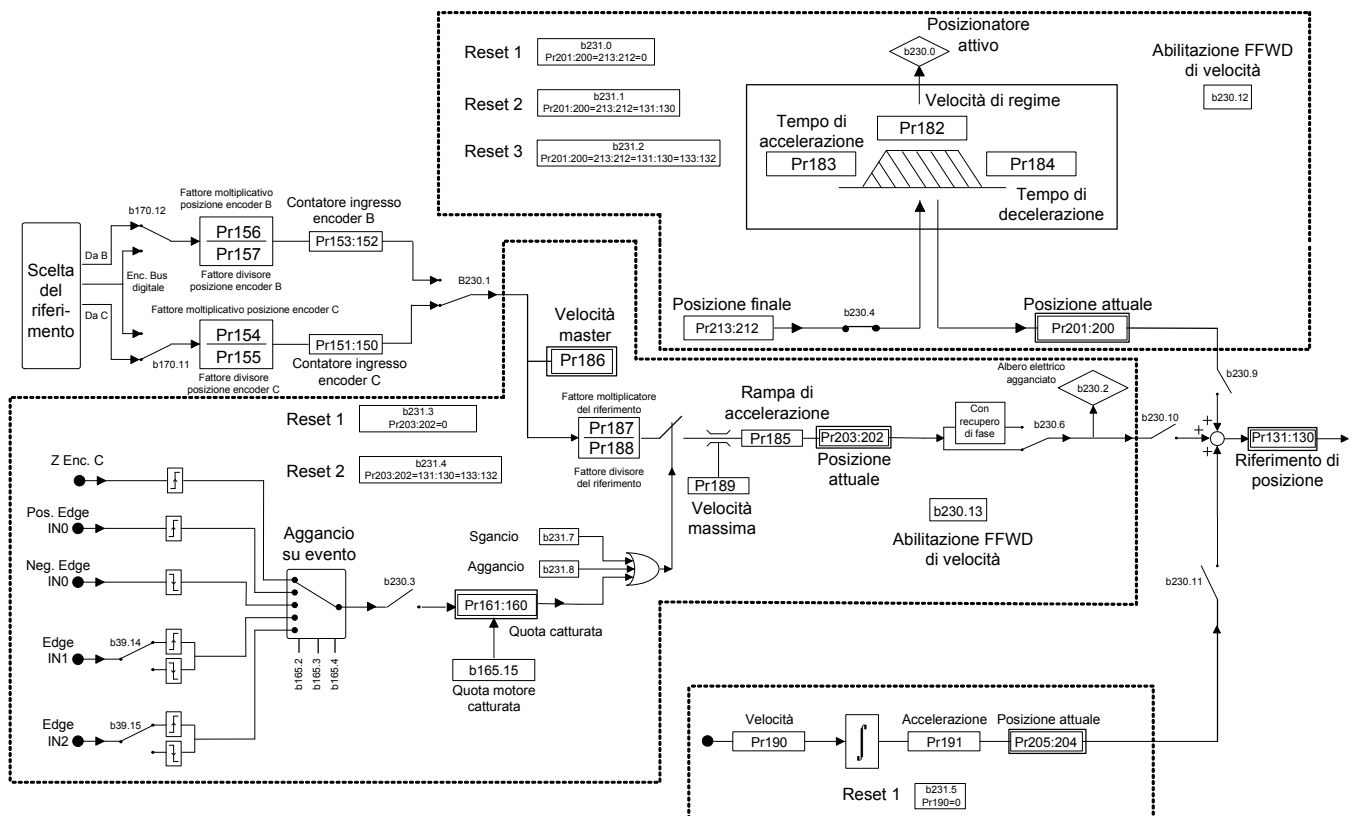 Reset 1
b231.0
Pr201:200=213:212=0
Reset 2
b231.1
Pr201:200=213:212=131:130
Reset 3
b231.2
Pr201:200=213:212=131:130=133:132
Posizionatore
attivo
b230.0
Velocità di regime
Pr182
Tempo di
accelerazione
Pr183
Pr184
Tempo di
decelerazione
Abilitazione FFWD
di velocità
b230.12
Posizione finale
Pr213:212
b230.4
Posizione attuale
Pr201:200
b230.9
Scelta
del
riferi-
mento
Da B
Enc. Bus
digitale
Da C
b170.12
b170.11
Fattore moltiplicativo
posizione encoder B
Pr156
Pr157
Fattore divisore
posizione encoder B
Contatore ingresso
encoder B
Pr153:152
Fattore moltiplicativo posizione encoder C
Pr154
Pr155
Fattore divisore
posizione encoder C
Pr151:150
Contatore ingresso
encoder C
B230.1
Velocità
master
Pr186
Reset 1
b231.3
Pr203:202=0
Reset 2
b231.4
Pr203:202=131:130=133:132
Fattore moltiplicatore
del riferimento
Pr187
Pr188
Fattore divisore
del riferimento
Rampa di
accelerazione
Pr185
Pr189
Velocità
massima
Pr203:202
Posizione
attuale
Con
recupero
di fase
b230.6
Albero elettrico
agganciato
b230.2
b230.10
b230.13
Abilitazione FFWD
di velocità
+
+
+
Pr131:130
Riferimento di
posizione
Z Enc. C
Pos. Edge
IN0
Neg. Edge
IN0
Edge
IN1
b39.14
Edge
IN2
b39.15
Aggancio
su evento
b165.2
b165.3
b165.4
b230.3
Sgancio
b231.7
Aggancio
b231.8
Pr161:160
Quota catturata
b165.15
Quota motore
catturata
b230.11
Velocità
Pr190
∫
Accelerazione
Pr191
Posizione attuale
Pr205:204
Reset 1
b231.5
Pr190=0